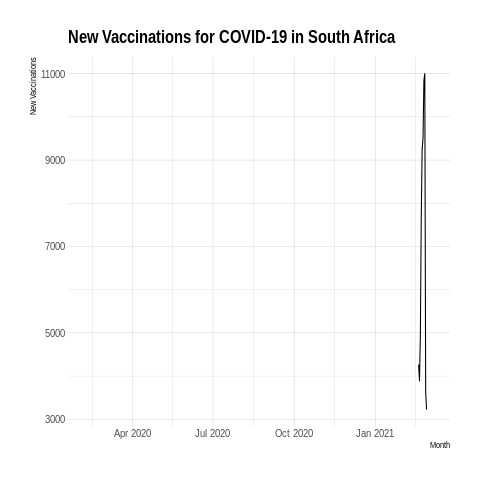 New Vaccinations for COVID-19 in South Africa
New Vaccinations
11000
9000
7000
5000
3000
Apr 2020 Jul 2020 Oct 2020 Jan 2021
Month